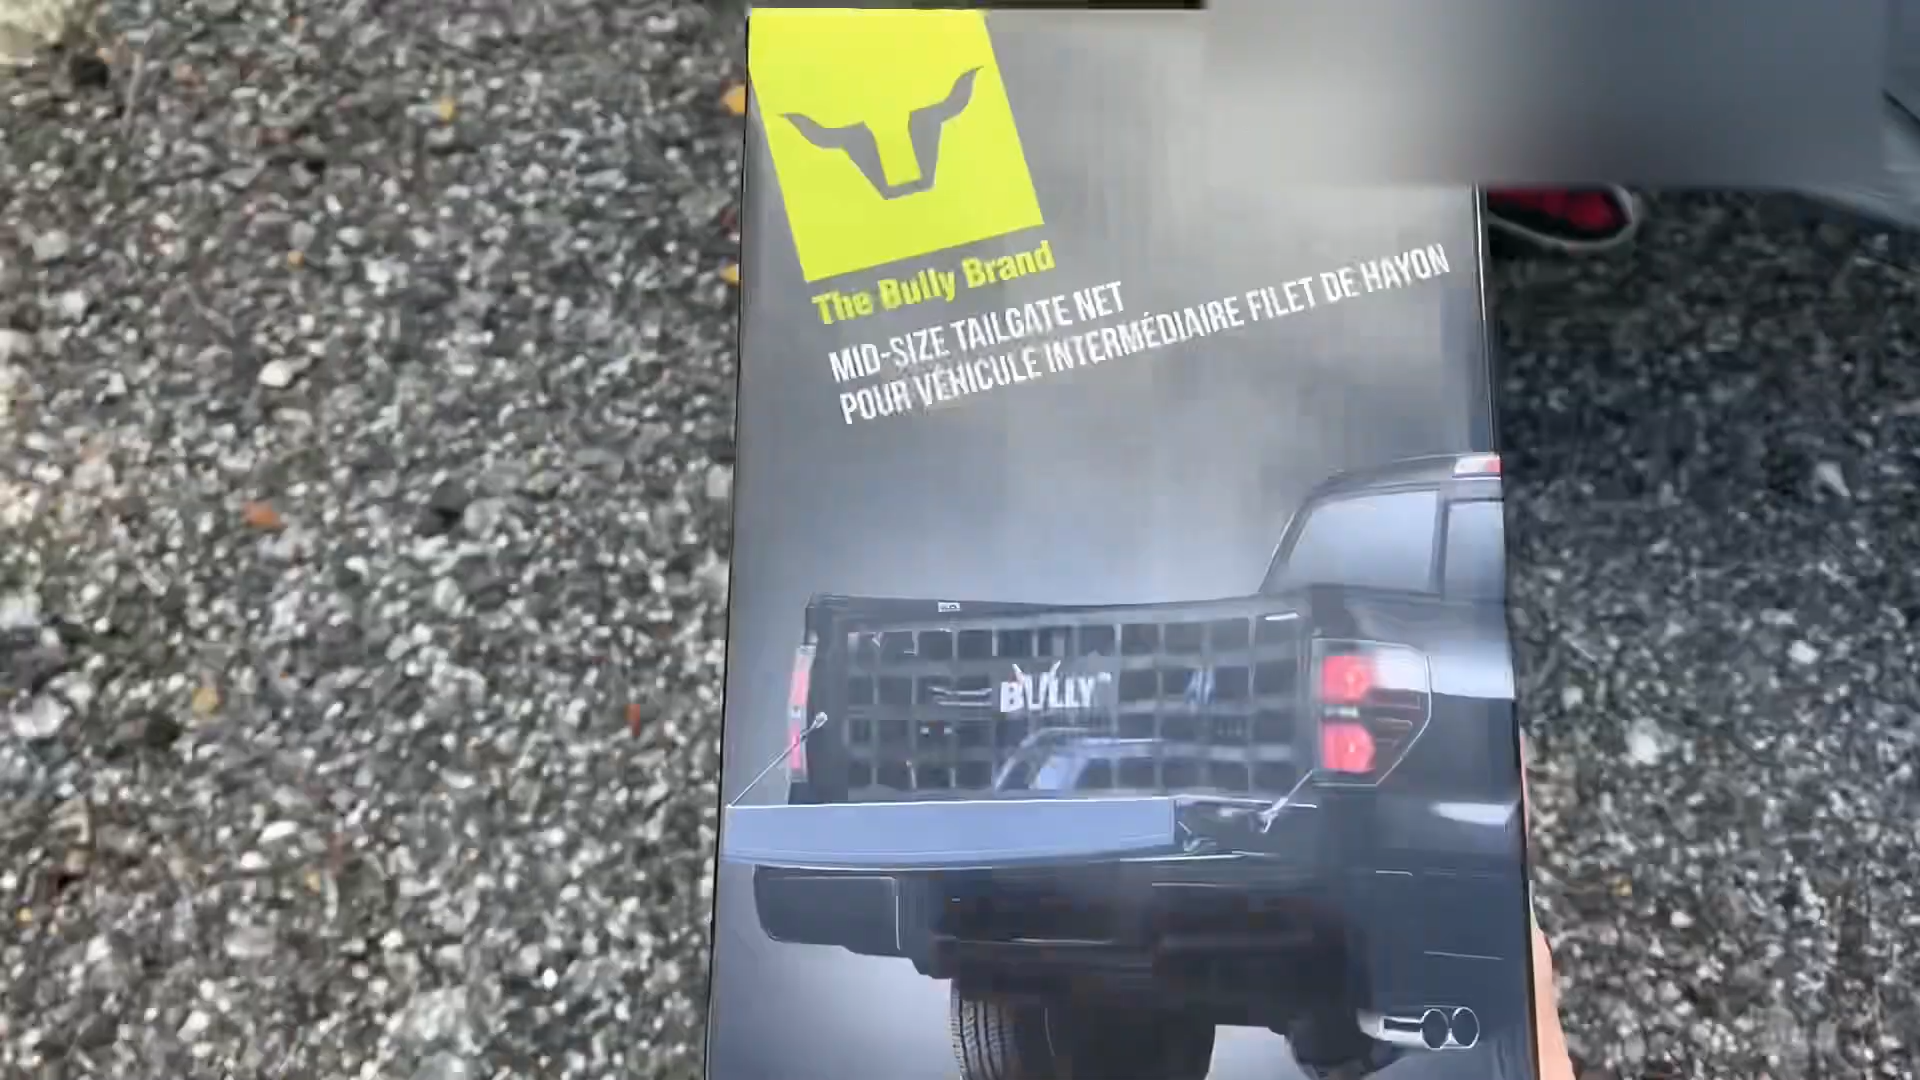 The Bully Brand
MID-SIZE TAILGATE NET
POUR VÉHICULE INTERMÉDIAIRE FILET DE HAYON
BULLY